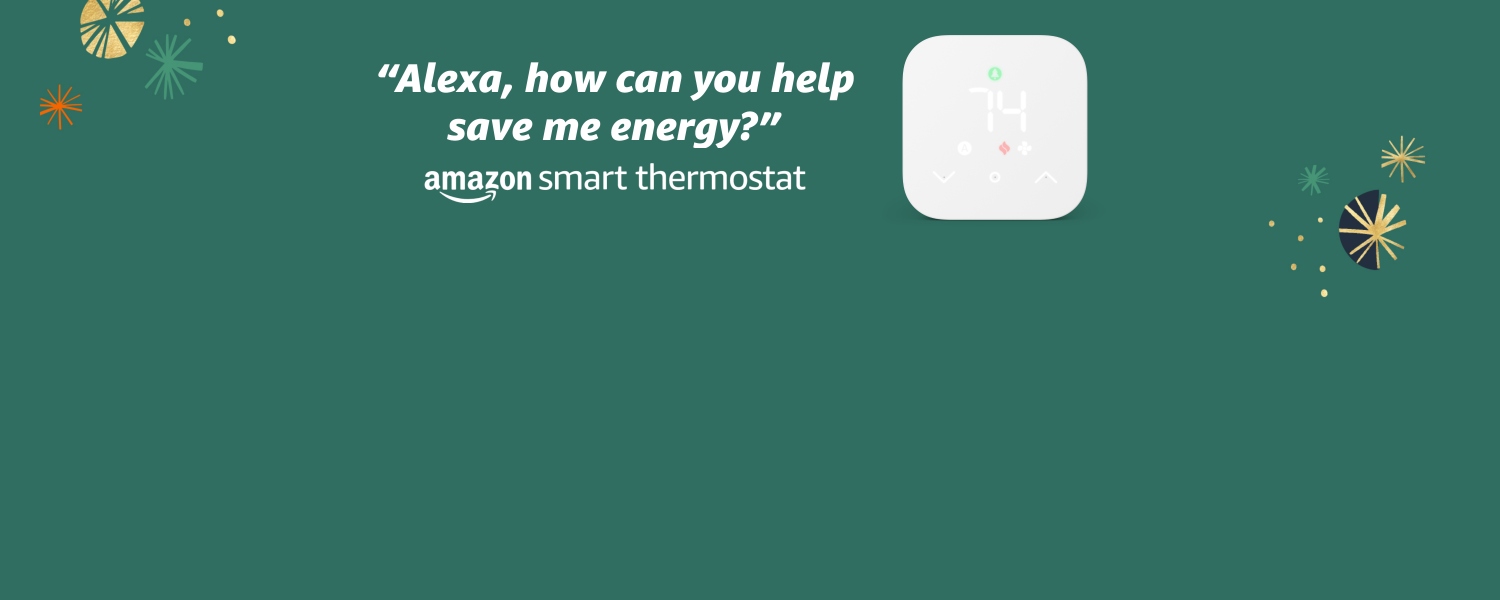 “Alexa, how can you help
save me energy?”
amazon smart thermostat
74